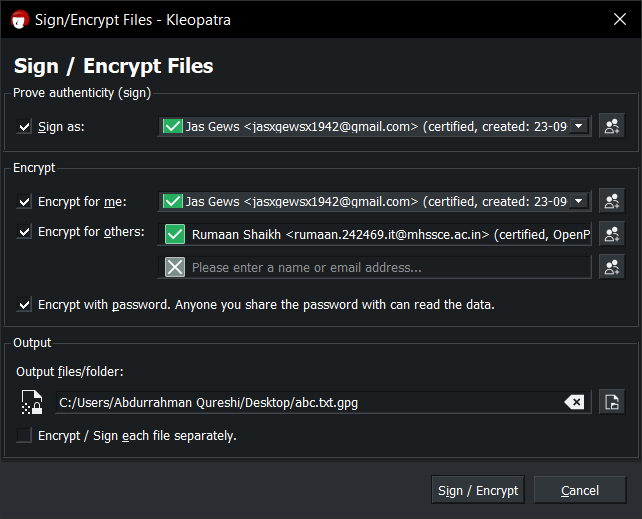 Sign/Encrypt Files - Kleopatra
Sign / Encrypt Files
Prove authenticity (sign)
Sign as:
Jas Gews <jasxgewsx1942@gmail.com> (certified, created: 23-09
Encrypt
Encrypt for me:
Jas Gews <jasxgewsx1942@gmail.com> (certified, created: 23-09
Encrypt for others:
Rumaan Shaikh <rumaan.242469.it@mhssce.ac.in> (certified, OpenP
Please enter a name or email address...
Encrypt with password. Anyone you share the password with can read the data.
Output
Output files/folder:
C:/Users/Abdurrahman Qureshi/Desktop/abc.txt.gpg
Encrypt / Sign each file separately.
Sign / Encrypt
Cancel